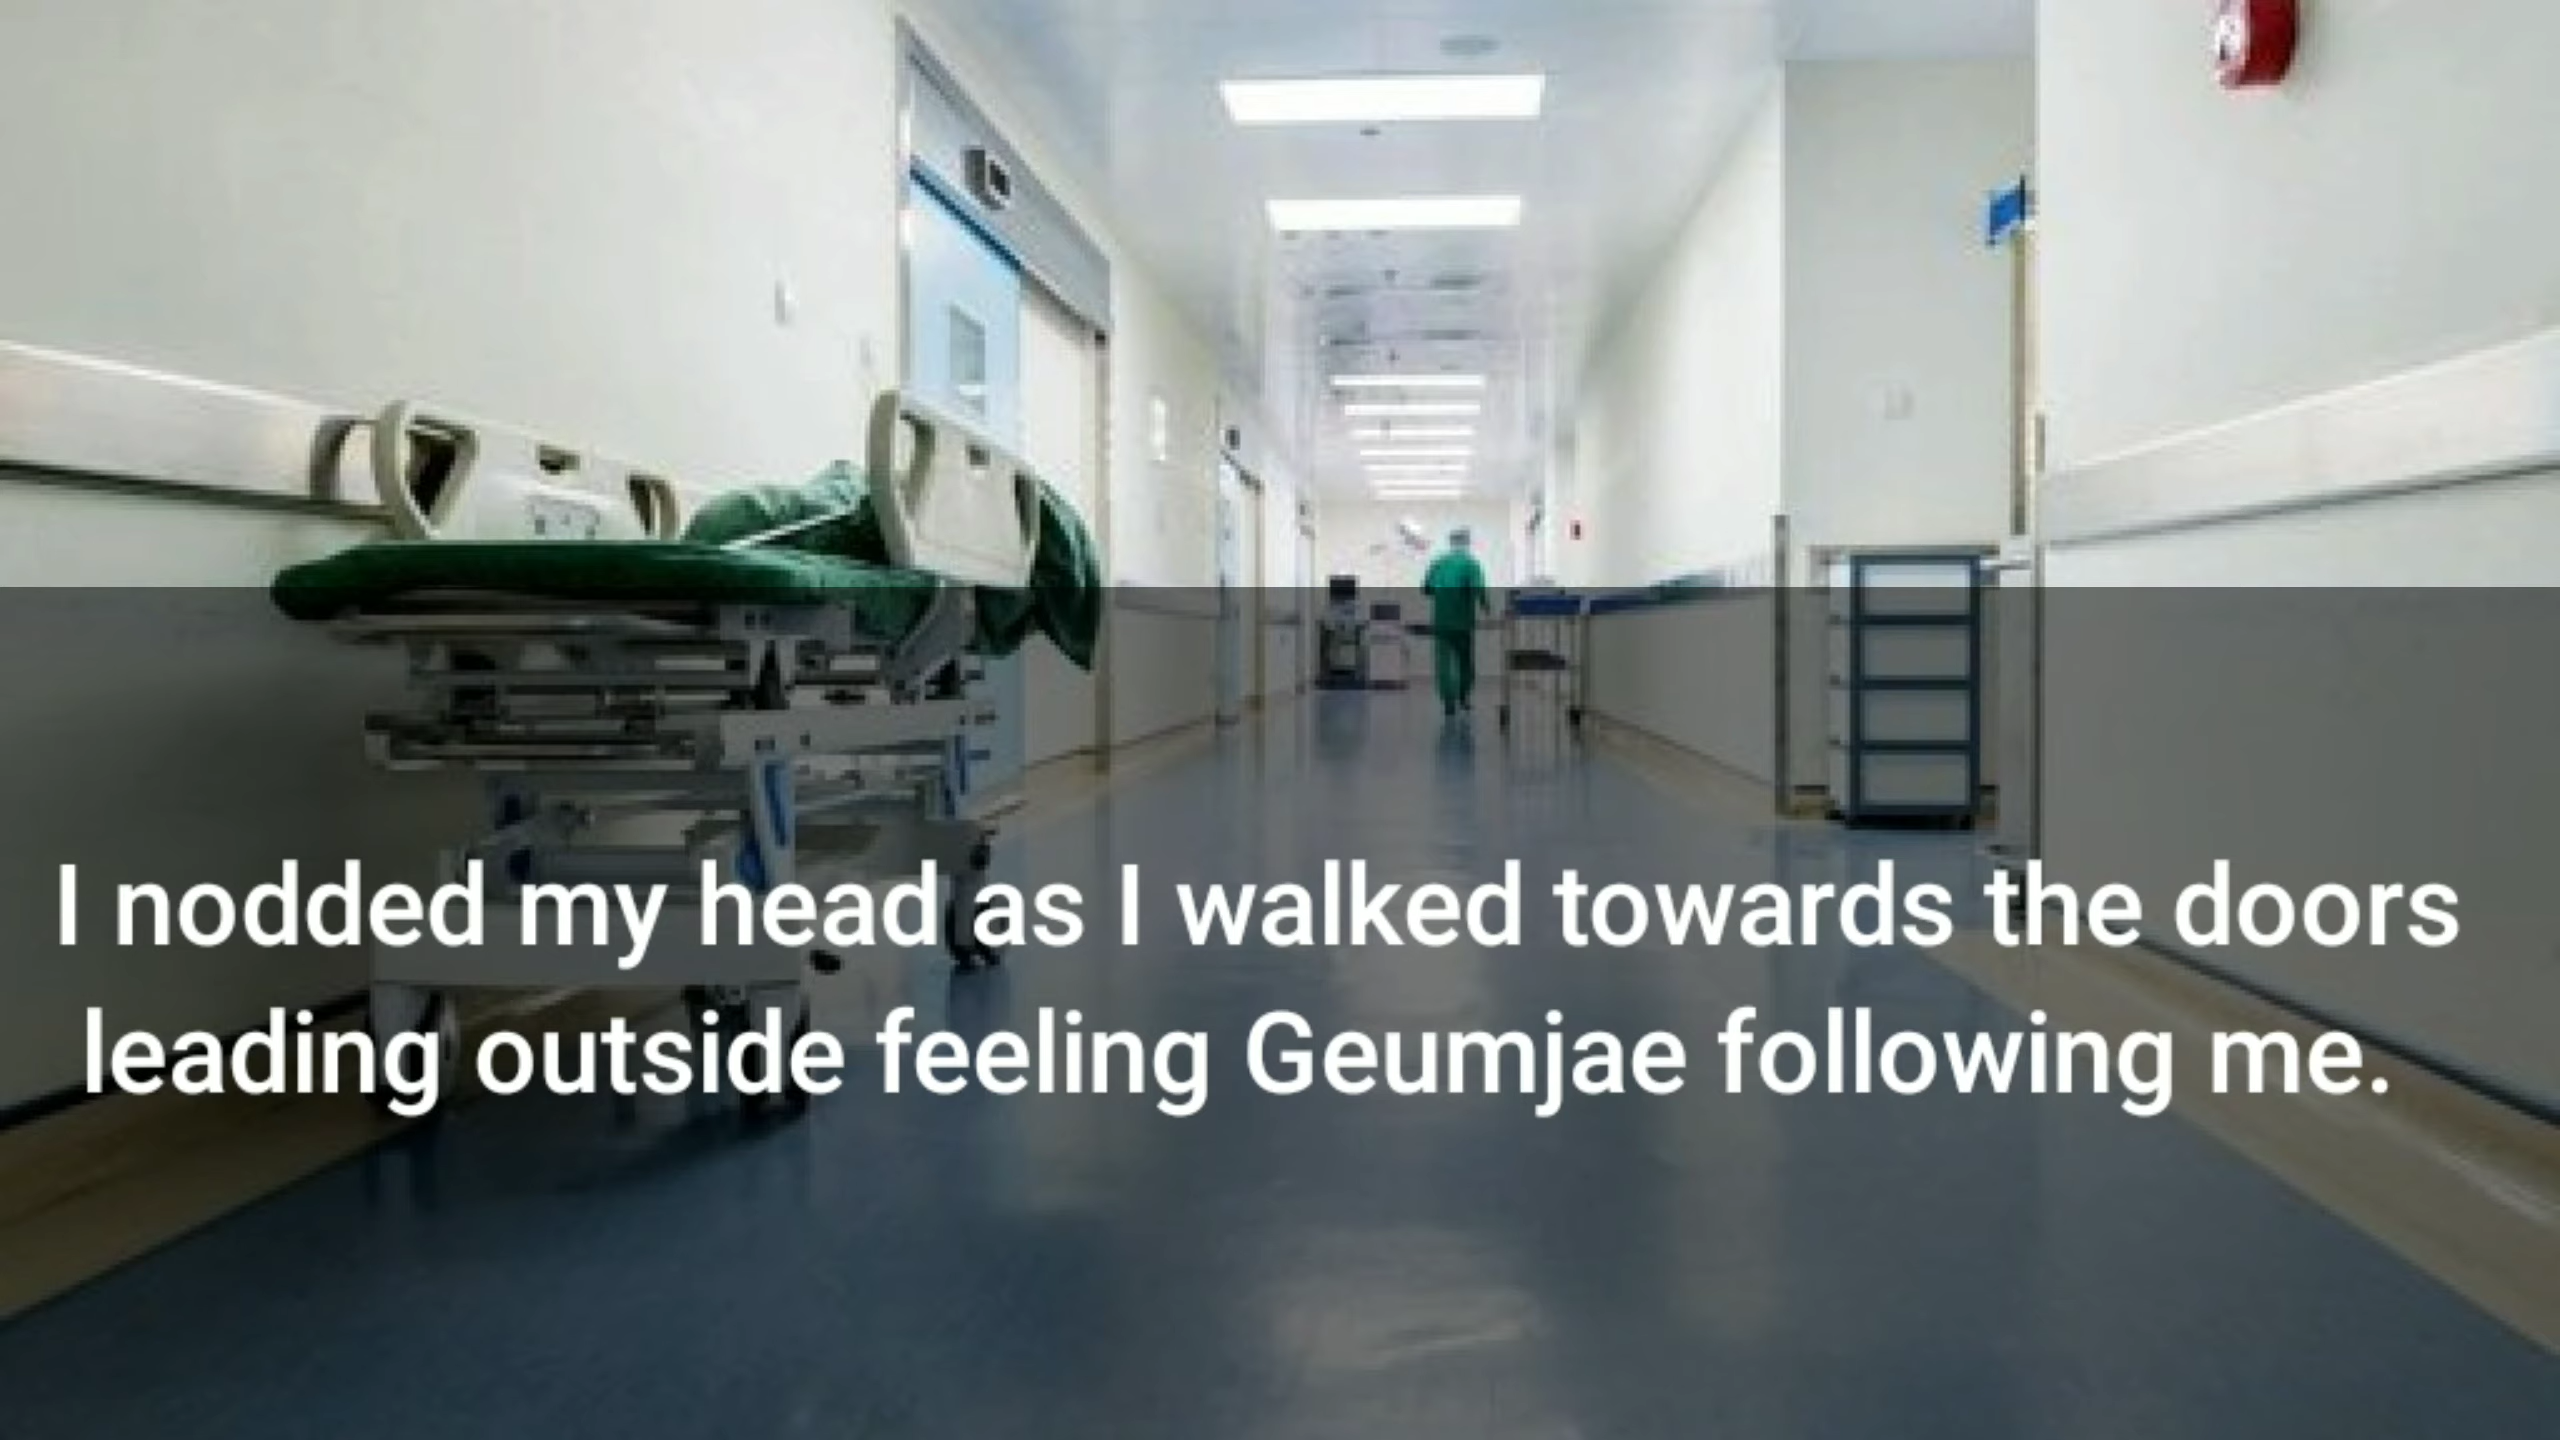 I nodded my head as I walked towards the doors
leading outside feeling Geumjae following me.